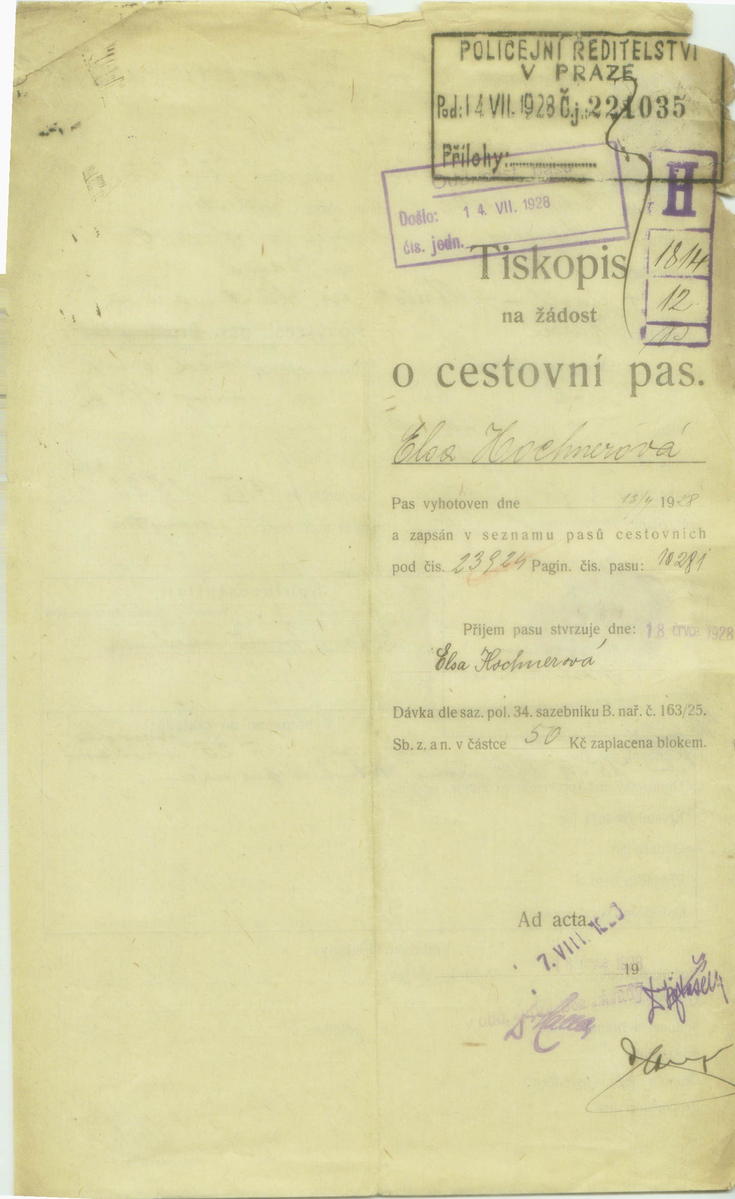 POLICEJNÍ ŘEDITELSTVÍ
V PRAZE
Pod: 14 VII. 1928 Č.j. 221035
Přílohy:
Došlo: 14. VII. 1928
čís. jedn.
H
1814
12
Tiskopis
na žádost
o cestovní pas.
Elsa Hochnerová
Pas vyhotoven dne 1928
a zapsán v seznamu pasů cestovních
pod čís. 23924 Pagin. čís. pasu: 10281
Příjem pasu stvrzuje dne: 18 črvce 1928
Elsa Hochnerová
Dávka dle saz. pol. 34. sazebníku B. nař. č. 163/25.
Sb. z. a n. v částce 50 Kč zaplacena blokem.
Ad acta.
7. VIII.
19